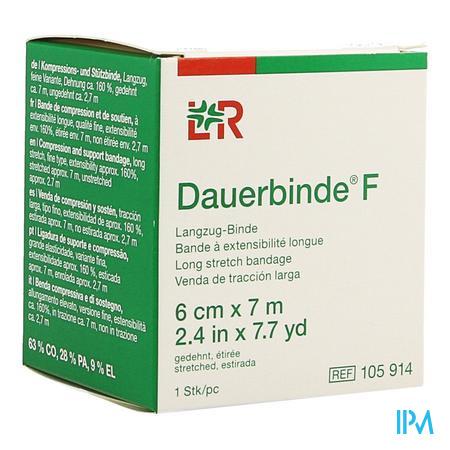 de | Kompressions- und Stützbinde, Langzug,
feine Variante, Dehnung ca. 160 %, gedehnt
ca. 7 m, ungedehnt ca. 2,7 m
fr | Bande de compression et de soutien, à
extensibilité longue, qualité fine, extensibilité
env. 160%, étirée env. 7 m, non étirée env. 2,7 m
en | Compression and support bandage, long
stretch, fine type, extensibility approx. 160%,
stretched approx. 7 m, unstretched
approx. 2.7 m
es | Venda de compresión y sostén, tracción
larga, tipo fino, extensibilidad de aprox. 160 %,
estirada aprox. 7 m, no estirada aprox. 2,7 m
pt | Ligadura de suporte e compressão,
grande elasticidade, variante fina,
extensibilidade aprox. 160 %, esticada
aprox. 7 m, enrolada aprox. 2,7 m
it | Benda compressiva e di sostegno,
allungamento elevato, versione fine, estensibilità
ca. 160%, in trazione ca. 7 m, non in trazione
ca. 2,7 m
63 % CO, 28 % PA, 9 % EL
L&R
Dauerbinde® F
Langzug-Binde
Bande à extensibilité longue
Long stretch bandage
Venda de tracción larga
6 cm x 7 m
2.4 in x 7.7 yd
gedehnt, étirée
stretched, estirada
1 Stk/pc
REF 105 914
IPM